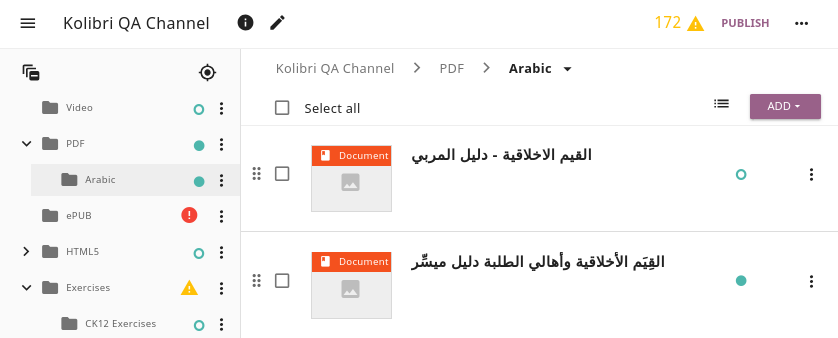 Kolibri QA Channel
172
PUBLISH
Video
PDF
Arabic
ePUB
HTML5
Exercises
CK12 Exercises
Kolibri QA Channel > PDF > Arabic
Select all
ADD
Document
القيم الاخلاقية - دليل المربي
Document
القِيَم الأخلاقية وأهالي الطلبة دليل ميسِّر